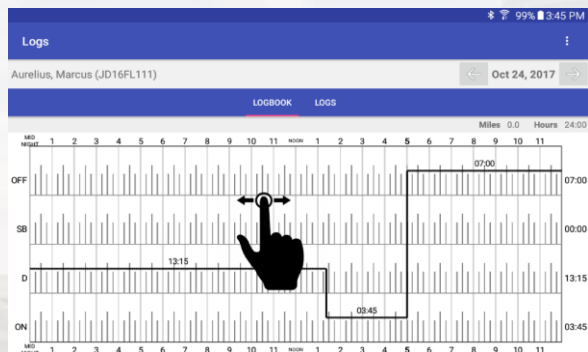 99% 3:45 PM
Logs
Aurelius, Marcus (JD16FL111) Oct 24, 2017
LOGBOOK LOGS
Miles 0.0 Hours 24:00
MID NIGHT 1 2 3 4 5 6 7 8 9 10 11 NOON 1 2 3 4 5 6 7 8 9 10 11
07:00
OFF 07:00
SB 00:00
13:15
D 13:15
03:45
ON 03:45
MID NIGHT 1 2 3 4 5 6 7 8 9 10 11 NOON 1 2 3 4 5 6 7 8 9 10 11